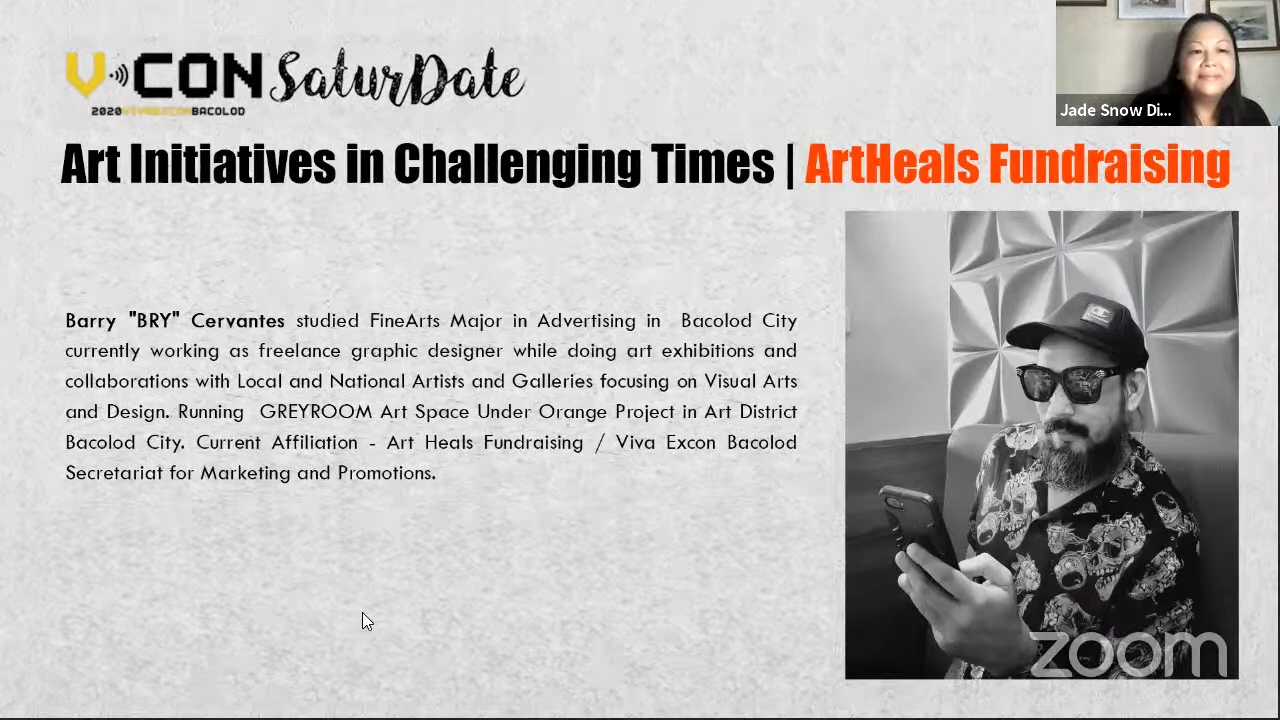 V CON SaturDate
2020VIVAEXCONBACOLOD
Jade Snow Di...
Art Initiatives in Challenging Times | ArtHeals Fundraising
Barry "BRY" Cervantes studied FineArts Major in Advertising in Bacolod City
currently working as freelance graphic designer while doing art exhibitions and
collaborations with Local and National Artists and Galleries focusing on Visual Arts
and Design. Running GREYROOM Art Space Under Orange Project in Art District
Bacolod City. Current Affiliation - Art Heals Fundraising / Viva Excon Bacolod
Secretariat for Marketing and Promotions.
zoom